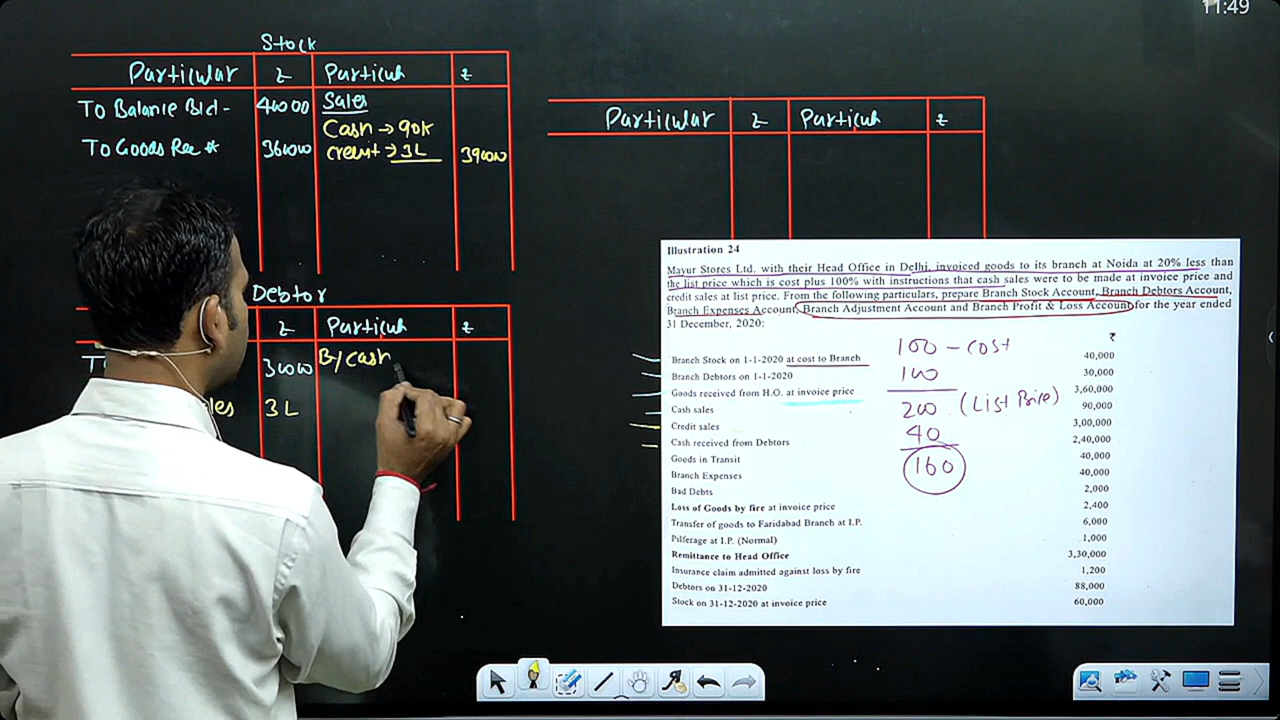 11:49
Stock
Particular ₹ Particular ₹
To Balance B/d - 40000 Sales
Cash → 90K
To Goods Rec 360000 credit → 3L 390000
Particular ₹ Particular ₹
Debtor
₹ Particular ₹
30000 By cash
les 3L
Illustration 24
Mayur Stores Ltd. with their Head Office in Delhi, invoiced goods to its branch at Noida at 20% less than
the list price which is cost plus 100% with instructions that cash sales were to be made at invoice price and
credit sales at list price. From the following particulars, prepare Branch Stock Account, Branch Debtors Account,
Branch Expenses Account, Branch Adjustment Account and Branch Profit & Loss Account for the year ended
31 December, 2020:
₹
Branch Stock on 1-1-2020 at cost to Branch 40,000
Branch Debtors on 1-1-2020 30,000
Goods received from H.O. at invoice price 3,60,000
Cash sales 90,000
Credit sales 3,00,000
Cash received from Debtors 2,40,000
Goods in Transit 40,000
Branch Expenses 40,000
Bad Debts 2,000
Loss of Goods by fire at invoice price 2,400
Transfer of goods to Faridabad Branch at I.P. 6,000
Pilferage at I.P. (Normal) 1,000
Remittance to Head Office 3,30,000
Insurance claim admitted against loss by fire 1,200
Debtors on 31-12-2020 88,000
Stock on 31-12-2020 at invoice price 60,000
100 - cost
100
200 (List Price)
40
160